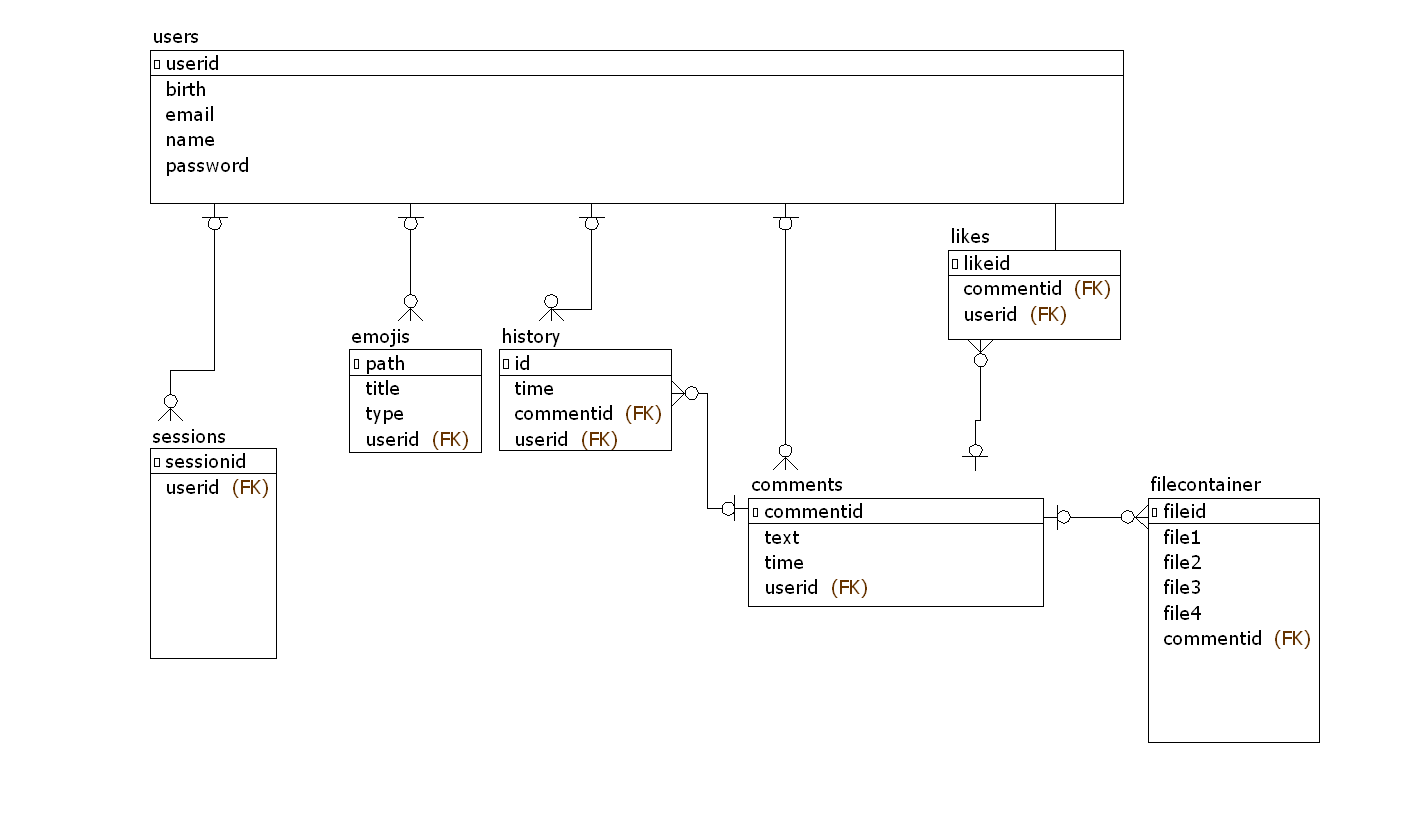 users
userid
birth
email
name
password
likes
likeid
commentid (FK)
userid (FK)
emojis
path
title
type
userid (FK)
history
id
time
commentid (FK)
userid (FK)
sessions
sessionid
userid (FK)
comments
commentid
text
time
userid (FK)
filecontainer
fileid
file1
file2
file3
file4
commentid (FK)